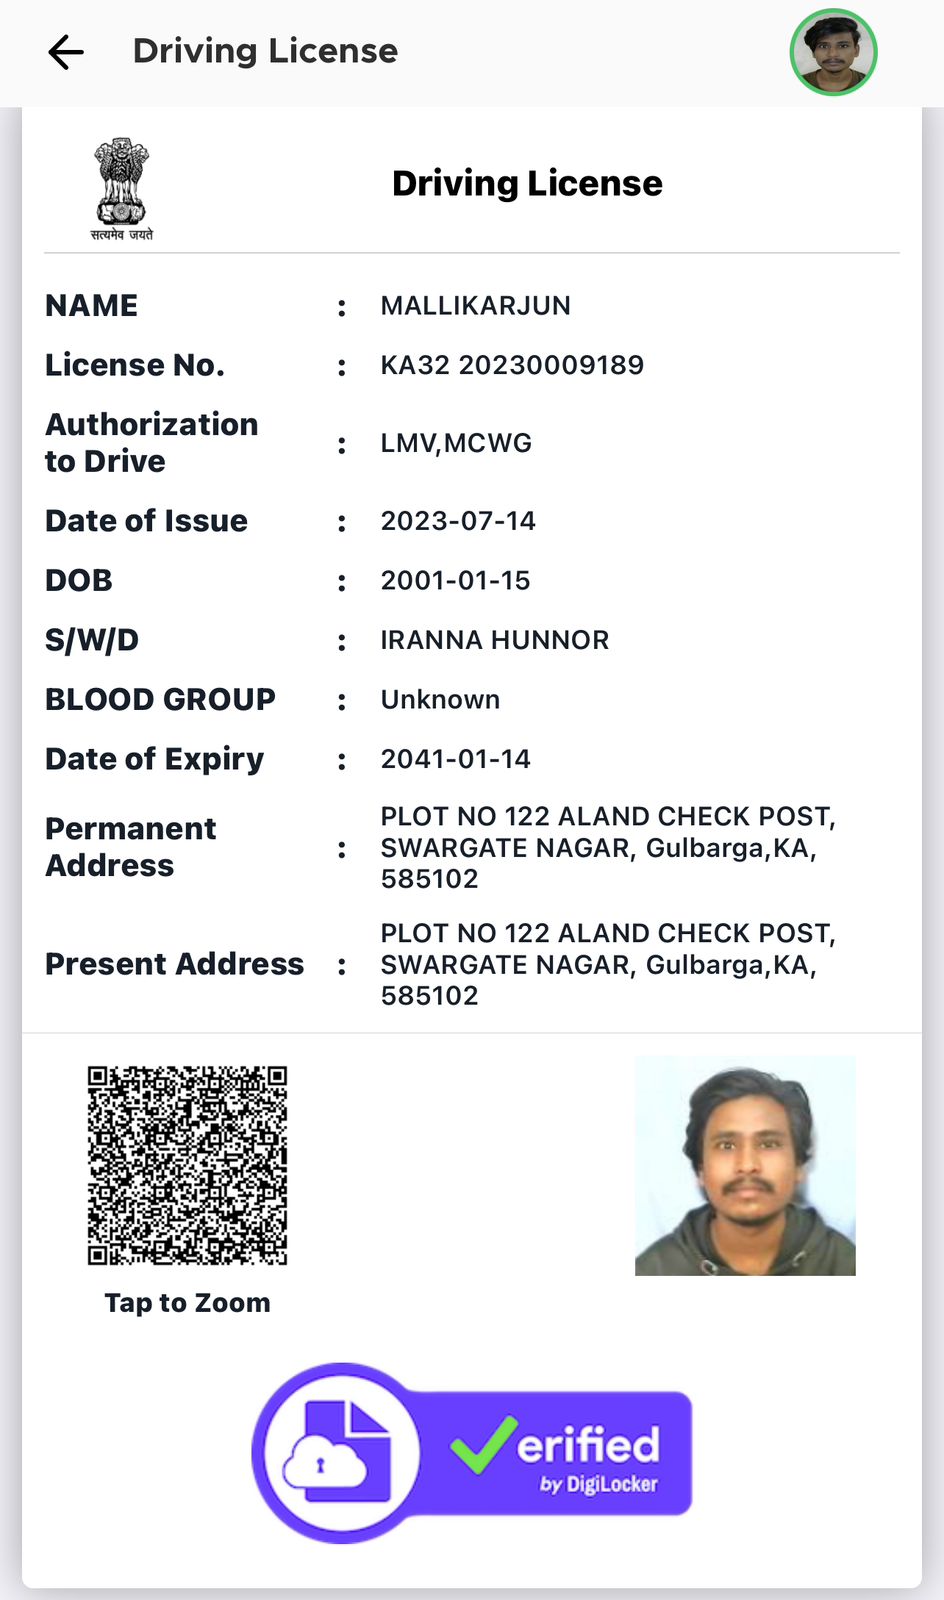 Driving License
सत्यमेव जयते
Driving License
NAME : MALLIKARJUN
License No. : KA32 20230009189
Authorization
to Drive : LMV,MCWG
Date of Issue : 2023-07-14
DOB : 2001-01-15
S/W/D : IRANNA HUNNOR
BLOOD GROUP : Unknown
Date of Expiry : 2041-01-14
Permanent
Address : PLOT NO 122 ALAND CHECK POST,
SWARGATE NAGAR, Gulbarga,KA,
585102
Present Address : PLOT NO 122 ALAND CHECK POST,
SWARGATE NAGAR, Gulbarga,KA,
585102
Tap to Zoom
Verified
by DigiLocker